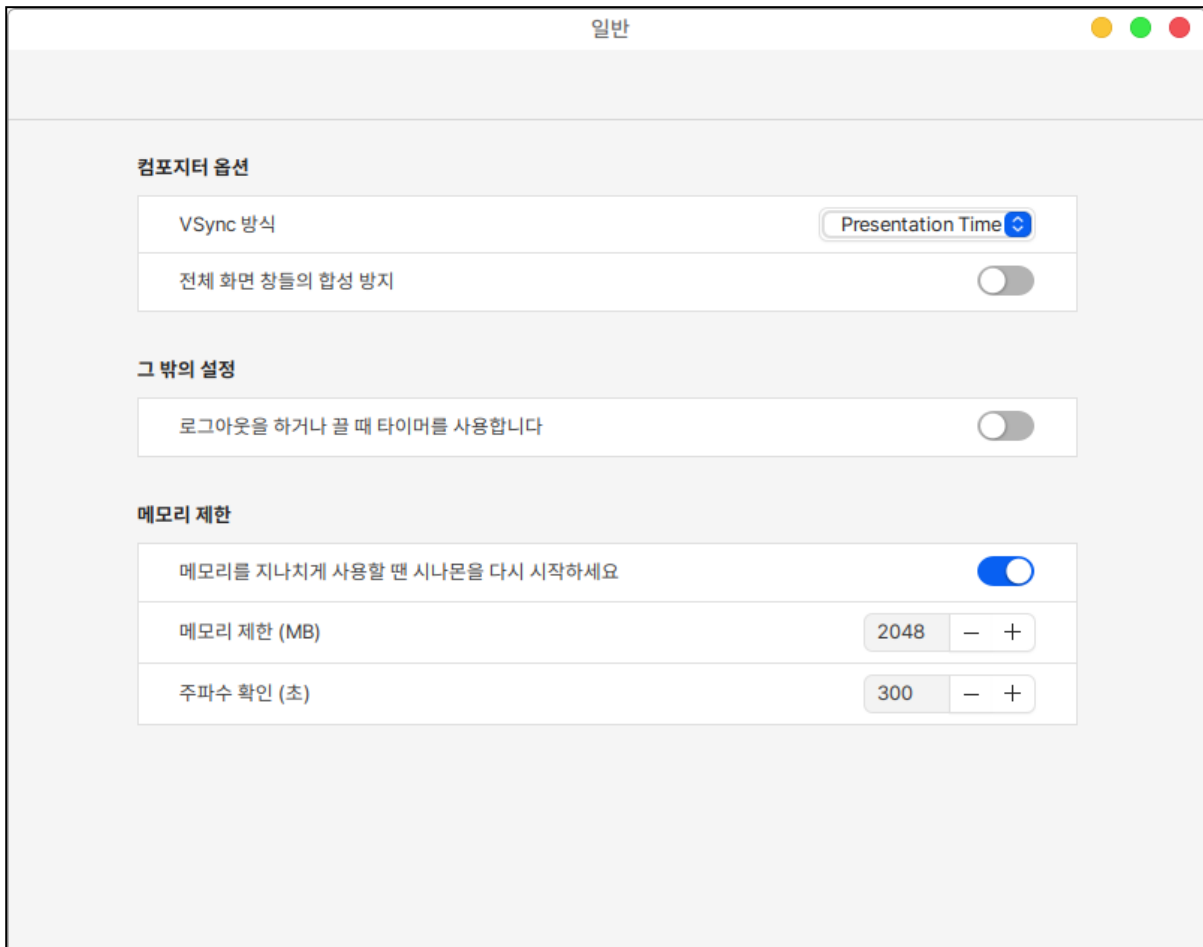 일반
컴포지터 옵션
VSync 방식 Presentation Time
전체 화면 창들의 합성 방지
그 밖의 설정
로그아웃을 하거나 끌 때 타이머를 사용합니다
메모리 제한
메모리를 지나치게 사용할 땐 시나몬을 다시 시작하세요
메모리 제한 (MB) 2048 − +
주파수 확인 (초) 300 − +